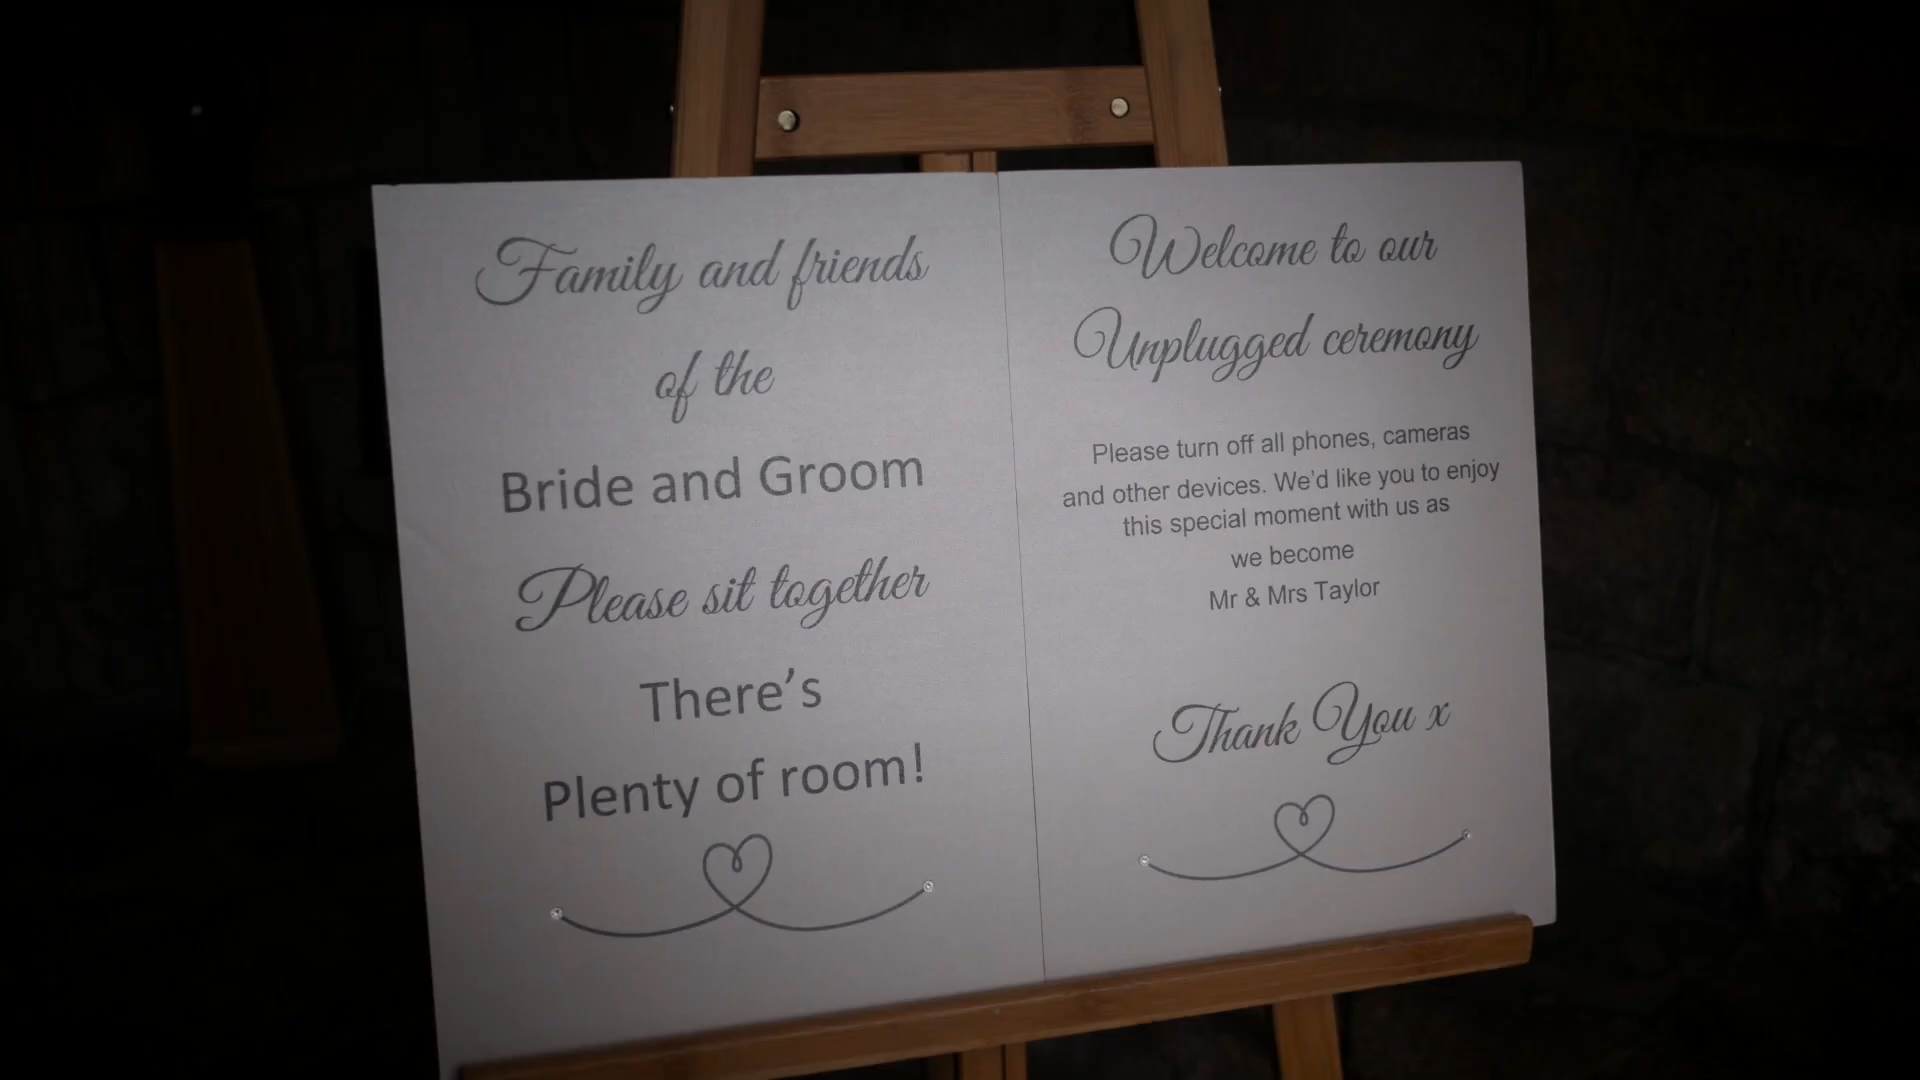 Family and friends
of the
Bride and Groom
Please sit together
There's
Plenty of room!
Welcome to our
Unplugged ceremony
Please turn off all phones, cameras
and other devices. We'd like you to enjoy
this special moment with us as
we become
Mr & Mrs Taylor
Thank You x